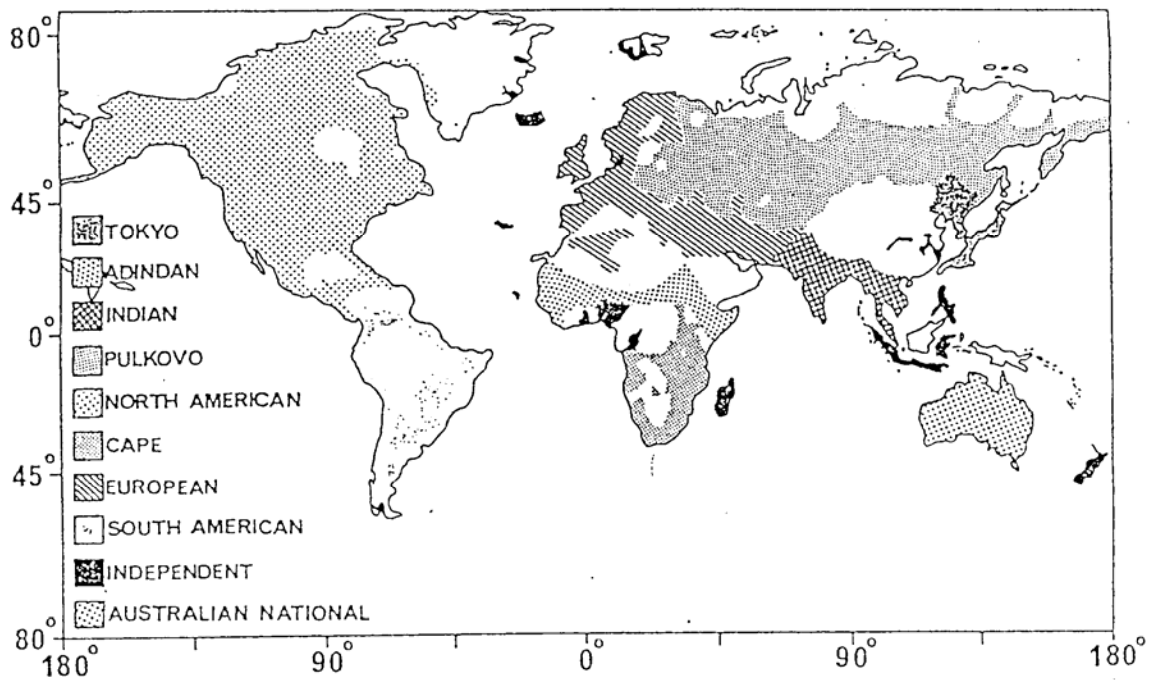 80°
45°
TOKYO
ADINDAN
INDIAN
0°
PULKOVO
NORTH AMERICAN
CAPE
45°
EUROPEAN
SOUTH AMERICAN
INDEPENDENT
AUSTRALIAN NATIONAL
80°
180° 90° 0° 90° 180°